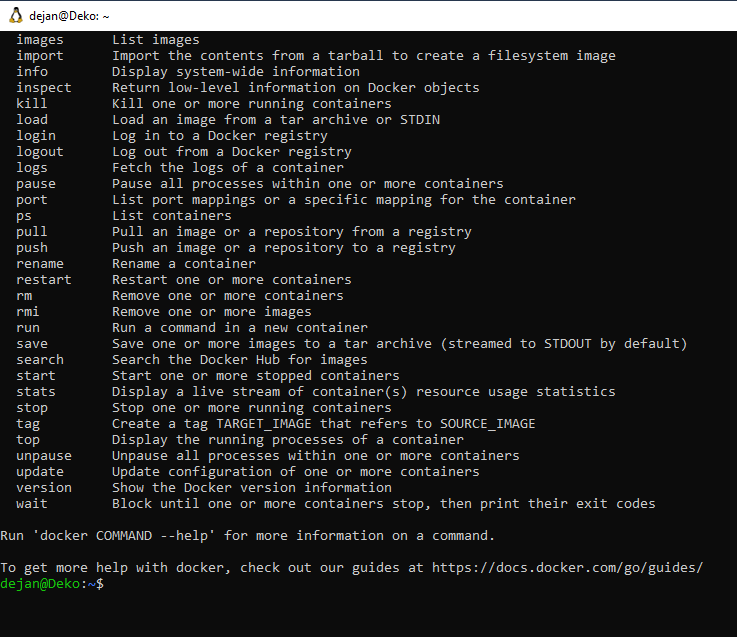 dejan@Deko: ~
images      List images
import      Import the contents from a tarball to create a filesystem image
info        Display system-wide information
inspect     Return low-level information on Docker objects
kill        Kill one or more running containers
load        Load an image from a tar archive or STDIN
login       Log in to a Docker registry
logout      Log out from a Docker registry
logs        Fetch the logs of a container
pause       Pause all processes within one or more containers
port        List port mappings or a specific mapping for the container
ps          List containers
pull        Pull an image or a repository from a registry
push        Push an image or a repository to a registry
rename      Rename a container
restart     Restart one or more containers
rm          Remove one or more containers
rmi         Remove one or more images
run         Run a command in a new container
save        Save one or more images to a tar archive (streamed to STDOUT by default)
search      Search the Docker Hub for images
start       Start one or more stopped containers
stats       Display a live stream of container(s) resource usage statistics
stop        Stop one or more running containers
tag         Create a tag TARGET_IMAGE that refers to SOURCE_IMAGE
top         Display the running processes of a container
unpause     Unpause all processes within one or more containers
update      Update configuration of one or more containers
version     Show the Docker version information
wait        Block until one or more containers stop, then print their exit codes
Run 'docker COMMAND --help' for more information on a command.
To get more help with docker, check out our guides at https://docs.docker.com/go/guides/
dejan@Deko:~$